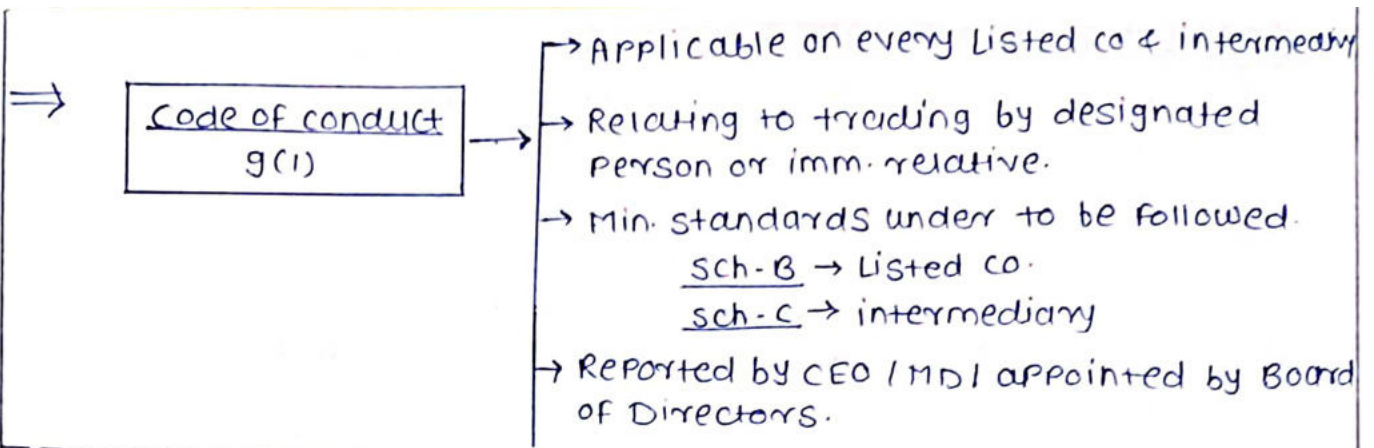 ⇒ Code of conduct
9(1)
→ Applicable on every Listed co & intermediary
→ Relating to trading by designated
person or imm. relative.
→ Min. standards under to be followed.
Sch-B → Listed co.
Sch-C → intermediary
→ Reported by CEO / MD / appointed by Board
of Directors.